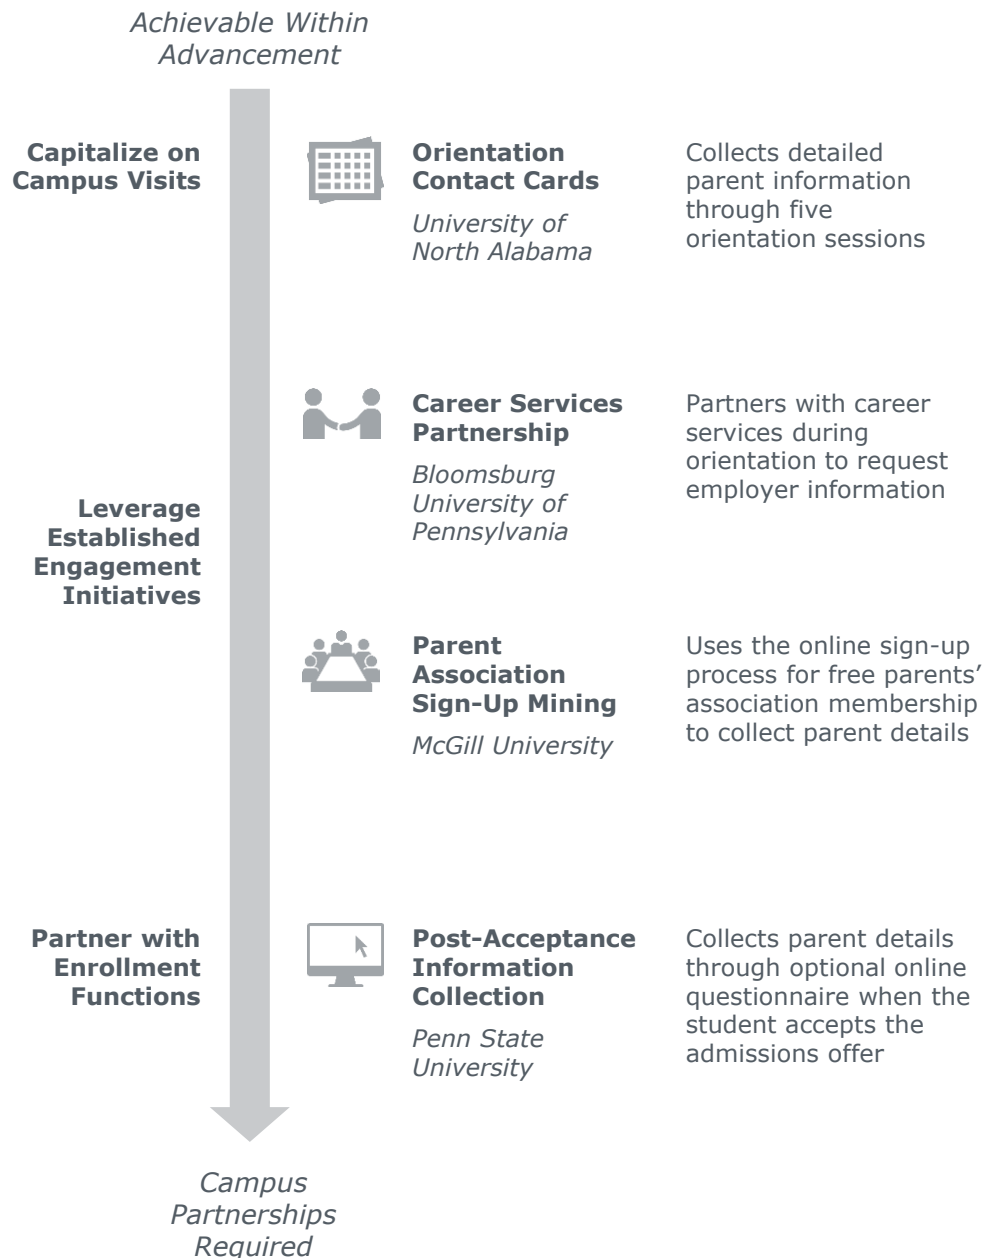 Achievable Within
Advancement
Capitalize on
Campus Visits
Orientation
Contact Cards
University of
North Alabama
Collects detailed
parent information
through five
orientation sessions
Leverage
Established
Engagement
Initiatives
Career Services
Partnership
Bloomsburg
University of
Pennsylvania
Partners with career
services during
orientation to request
employer information
Parent
Association
Sign-Up Mining
McGill University
Uses the online sign-up
process for free parents’
association membership
to collect parent details
Partner with
Enrollment
Functions
Post-Acceptance
Information
Collection
Penn State
University
Collects parent details
through optional online
questionnaire when the
student accepts the
admissions offer
Campus
Partnerships
Required